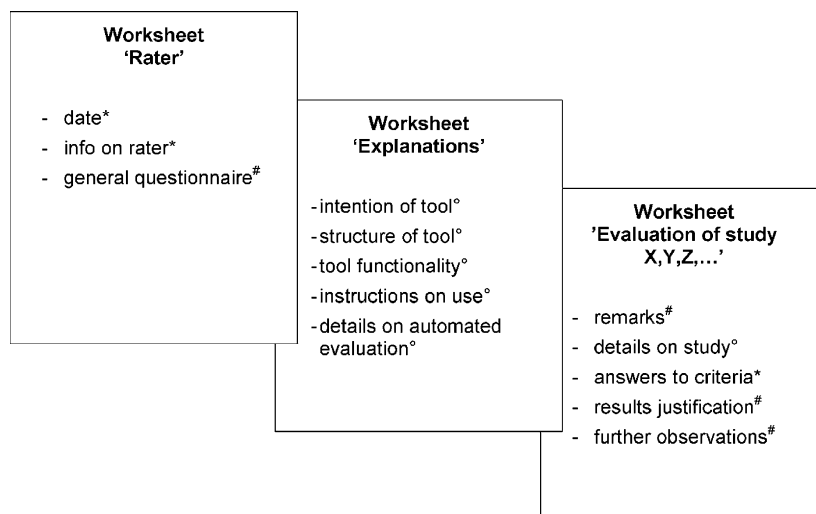 Worksheet
‘Rater’
- date*
- info on rater*
- general questionnaire#
Worksheet
‘Explanations’
-intention of tool°
-structure of tool°
-tool functionality°
-instructions on use°
-details on automated
evaluation°
Worksheet
’Evaluation of study
X,Y,Z,…’
- remarks#
- details on study°
- answers to criteria*
- results justification#
- further observations#